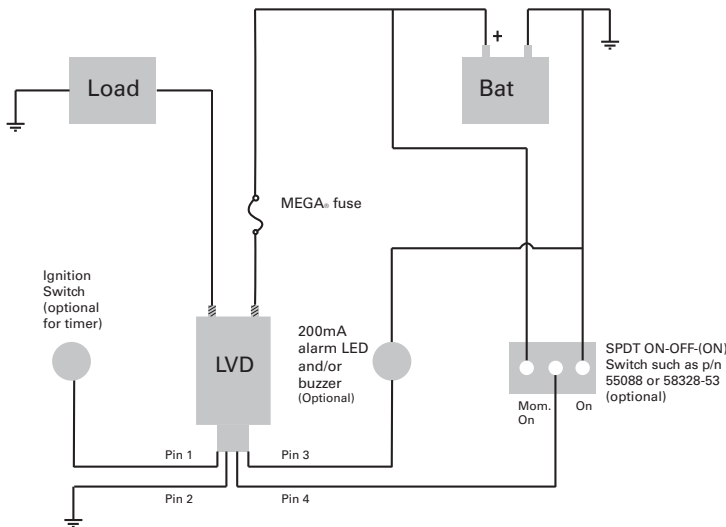 +
Load
Bat
MEGA® fuse
Ignition
Switch
(optional
for timer)
LVD
200mA
alarm LED
and/or
buzzer
(Optional)
SPDT ON-OFF-(ON)
Switch such as p/n
55088 or 58328-53
(optional)
Mom.
On
On
Pin 1
Pin 3
Pin 2
Pin 4